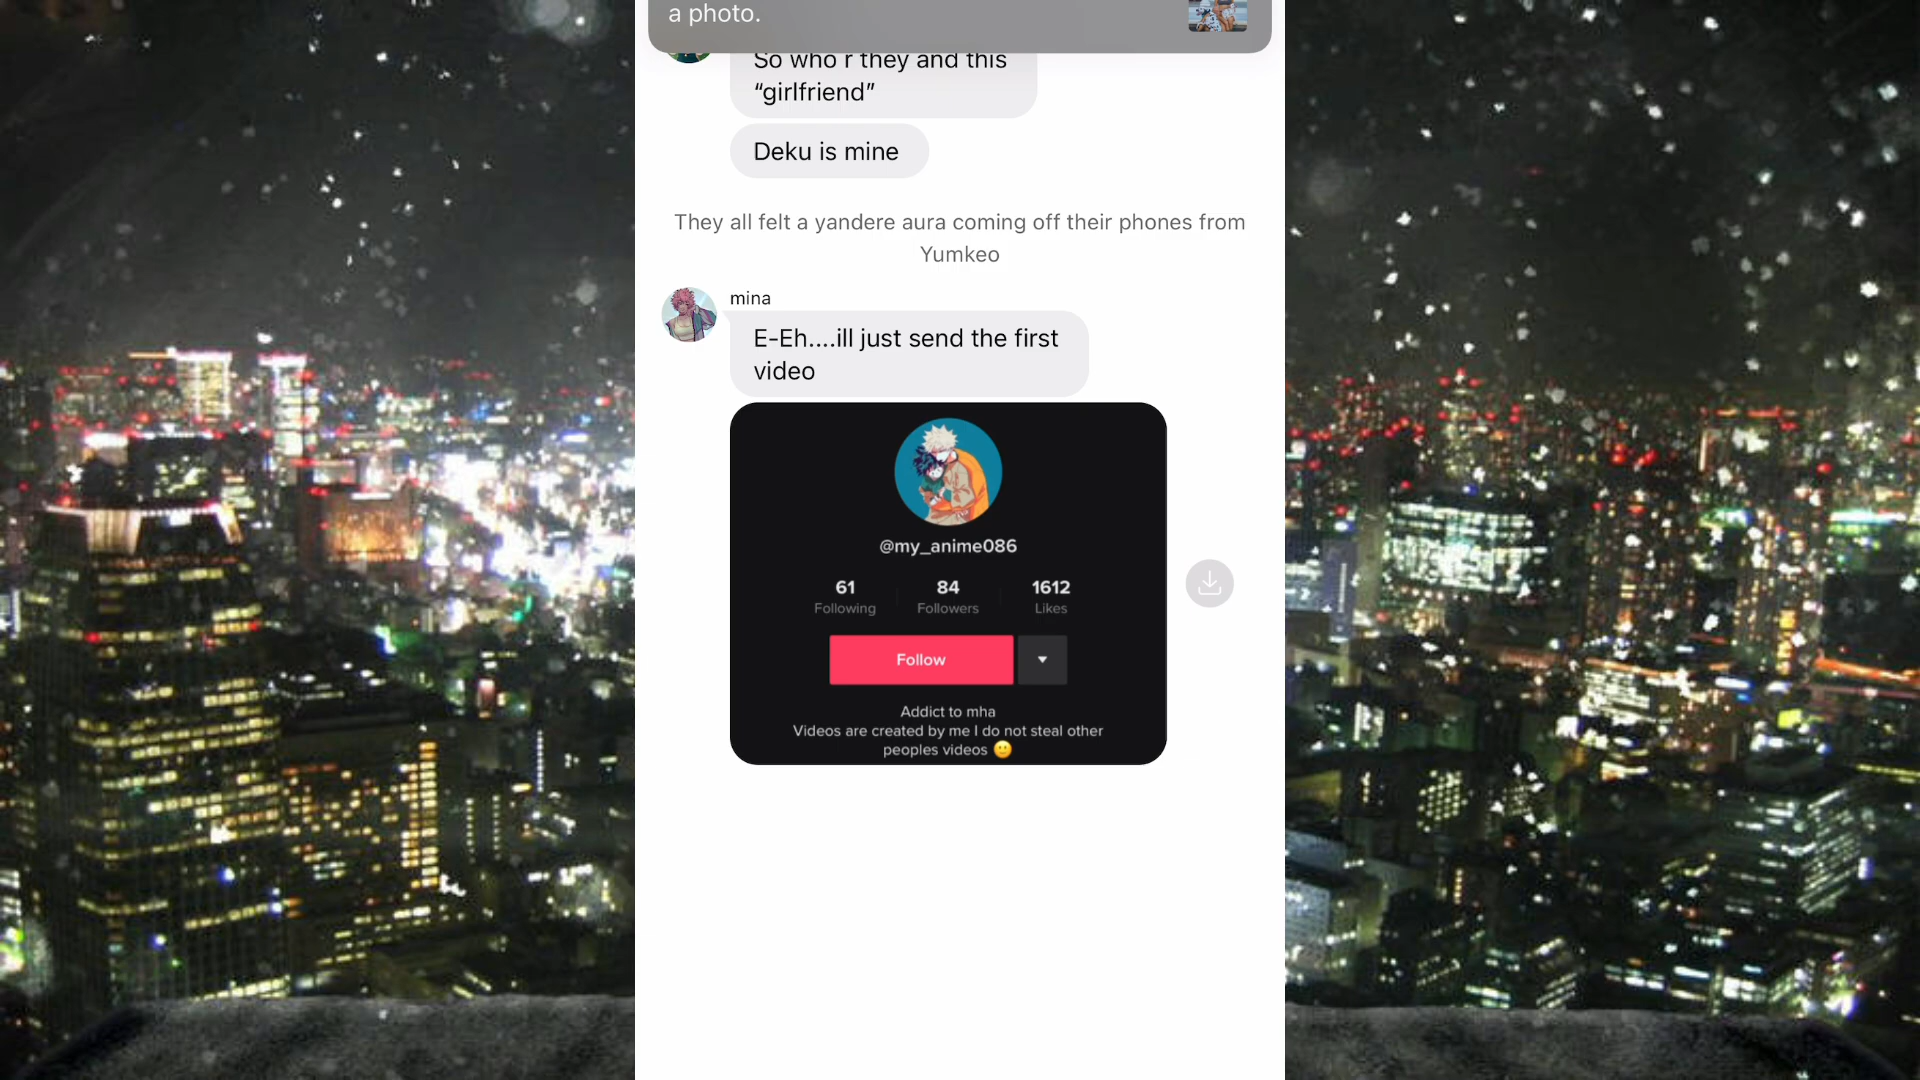 a photo.
So who r they and this
“girlfriend”
Deku is mine
They all felt a yandere aura coming off their phones from
Yumkeo
mina
E-Eh....ill just send the first
video
@my_anime086
61 84 1612
Following Followers Likes
Follow
Addict to mha
Videos are created by me I do not steal other
peoples videos 🙂